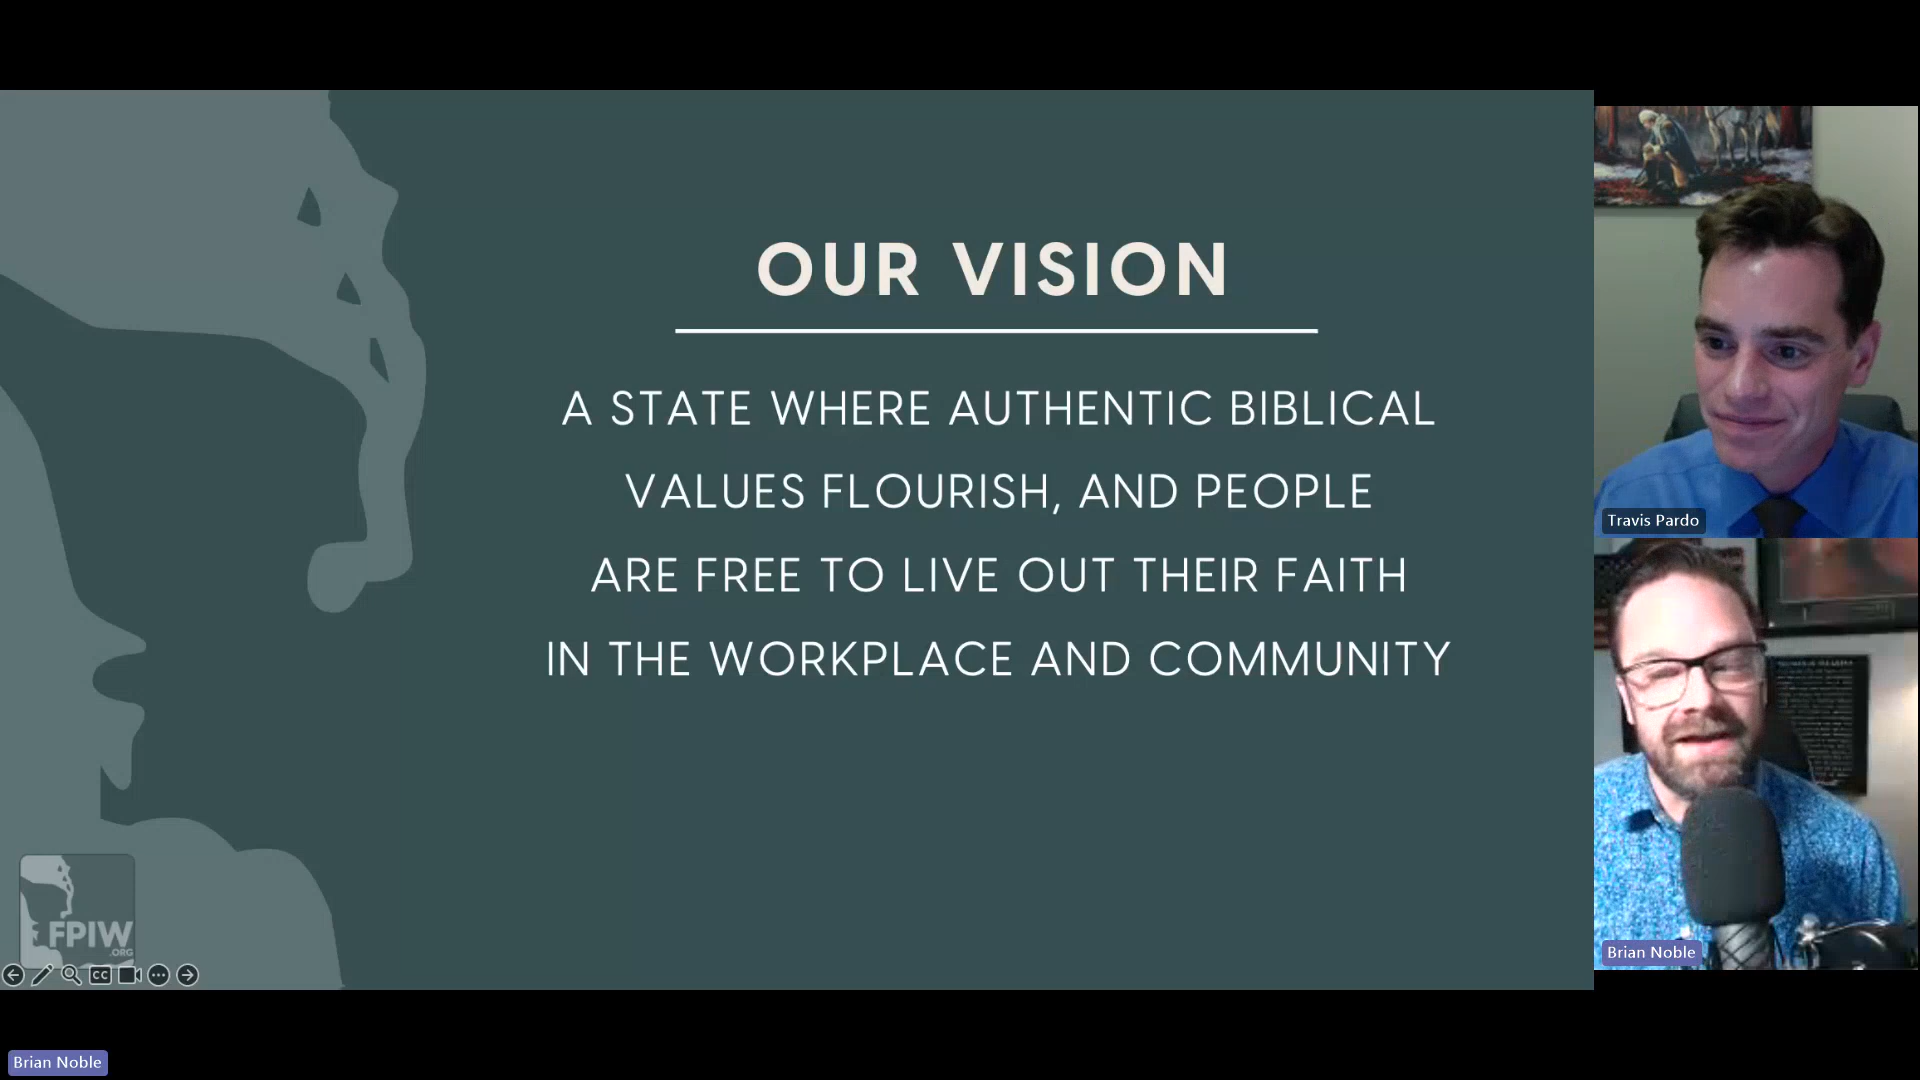 OUR VISION
A STATE WHERE AUTHENTIC BIBLICAL
VALUES FLOURISH, AND PEOPLE
ARE FREE TO LIVE OUT THEIR FAITH
IN THE WORKPLACE AND COMMUNITY
FPIW
.ORG
CC
Brian Noble
Travis Pardo
Brian Noble